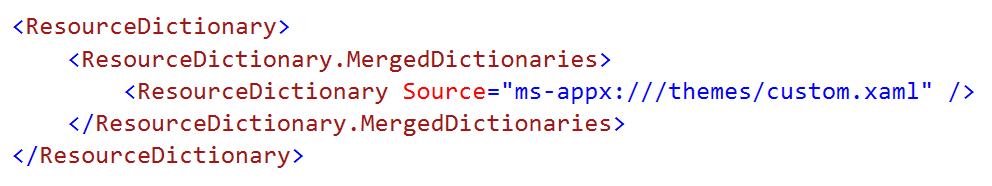 <ResourceDictionary>
    <ResourceDictionary.MergedDictionaries>
        <ResourceDictionary Source="ms-appx:///themes/custom.xaml" />
    </ResourceDictionary.MergedDictionaries>
</ResourceDictionary>